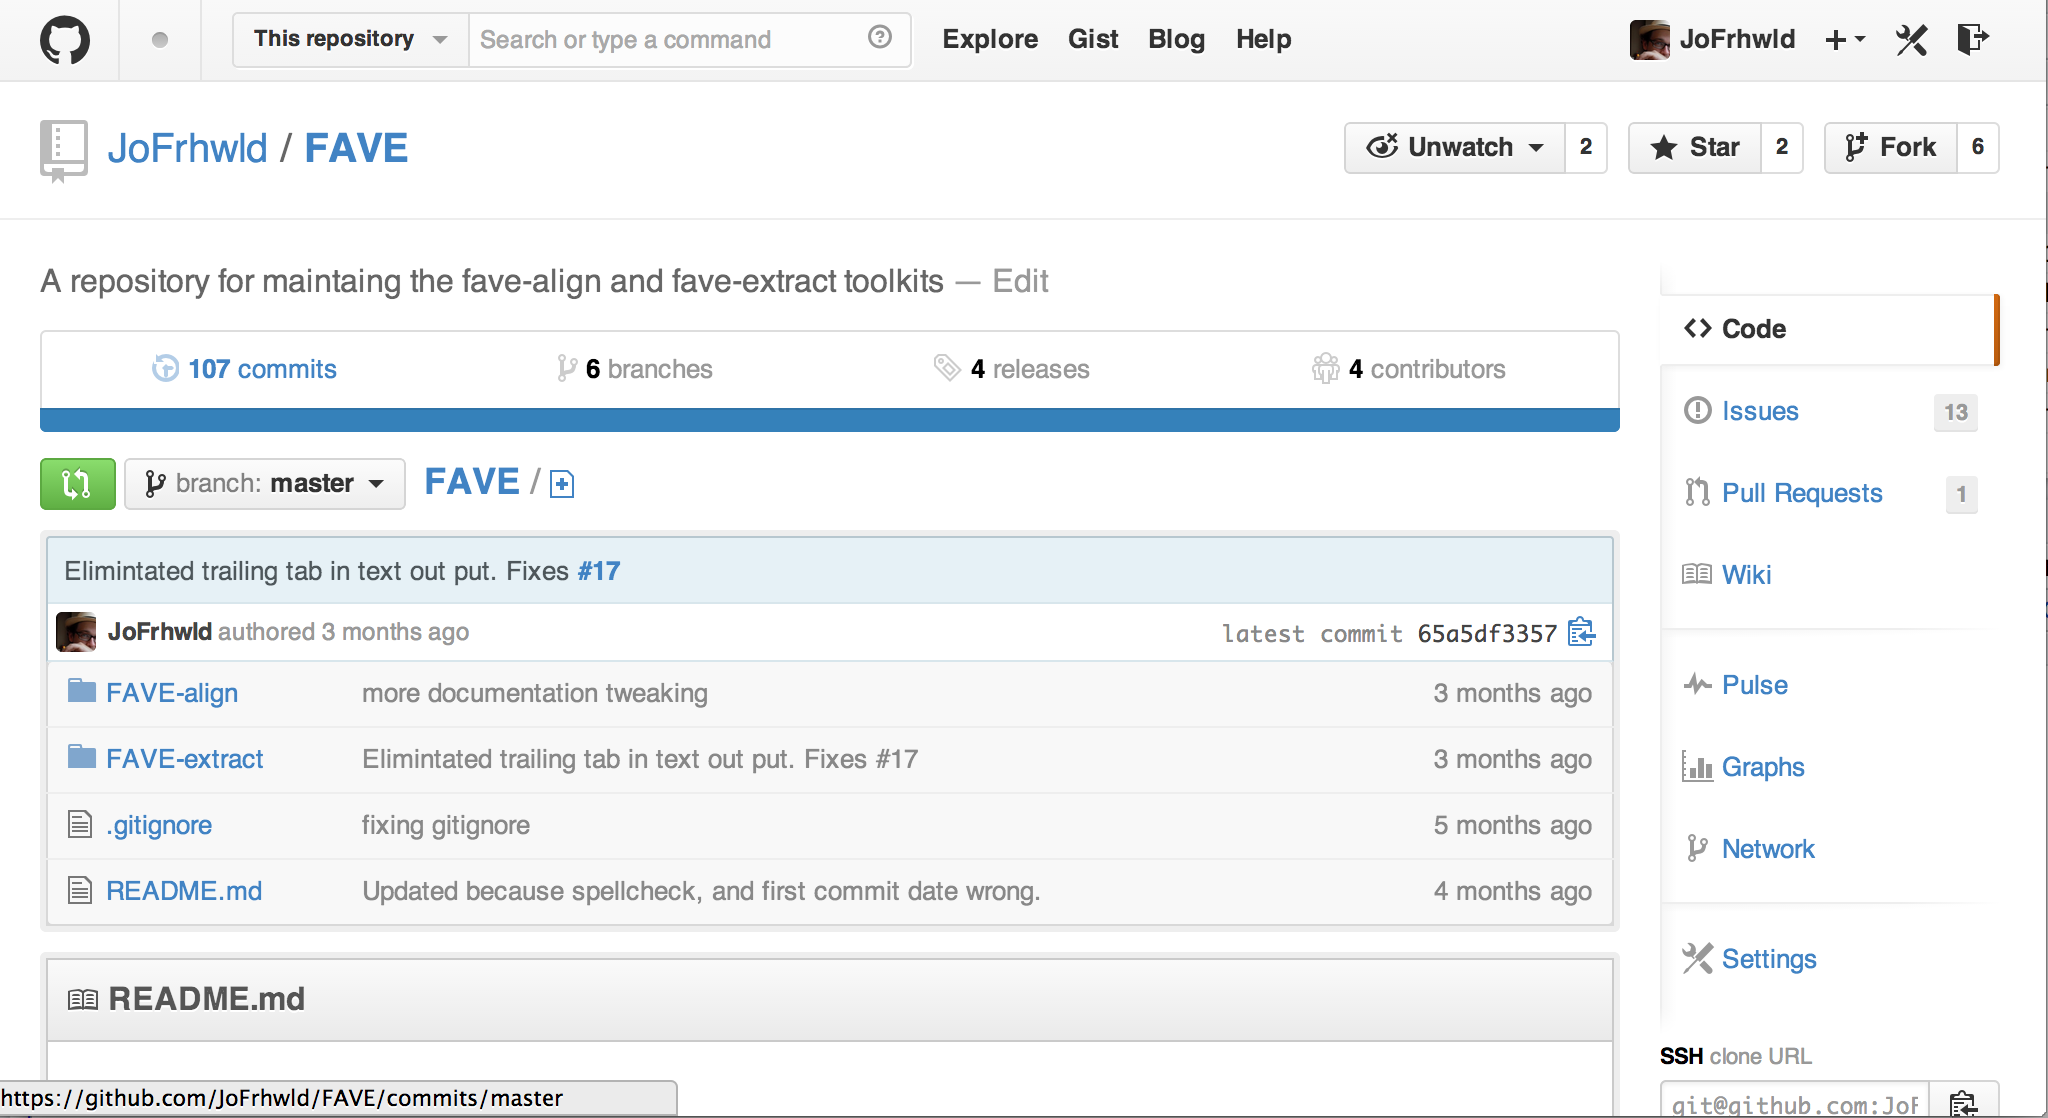 This repository Search or type a command Explore Gist Blog Help JoFrhwld
JoFrhwld / FAVE Unwatch 2 Star 2 Fork 6
A repository for maintaing the fave-align and fave-extract toolkits — Edit
107 commits 6 branches 4 releases 4 contributors
branch: master FAVE /
Elimintated trailing tab in text out put. Fixes #17
JoFrhwld authored 3 months ago latest commit 65a5df3357
FAVE-align more documentation tweaking 3 months ago
FAVE-extract Elimintated trailing tab in text out put. Fixes #17 3 months ago
.gitignore fixing gitignore 5 months ago
README.md Updated because spellcheck, and first commit date wrong. 4 months ago
README.md
Code
Issues 13
Pull Requests 1
Wiki
Pulse
Graphs
Network
Settings
SSH clone URL
git@github.com:JoF
https://github.com/JoFrhwld/FAVE/commits/master